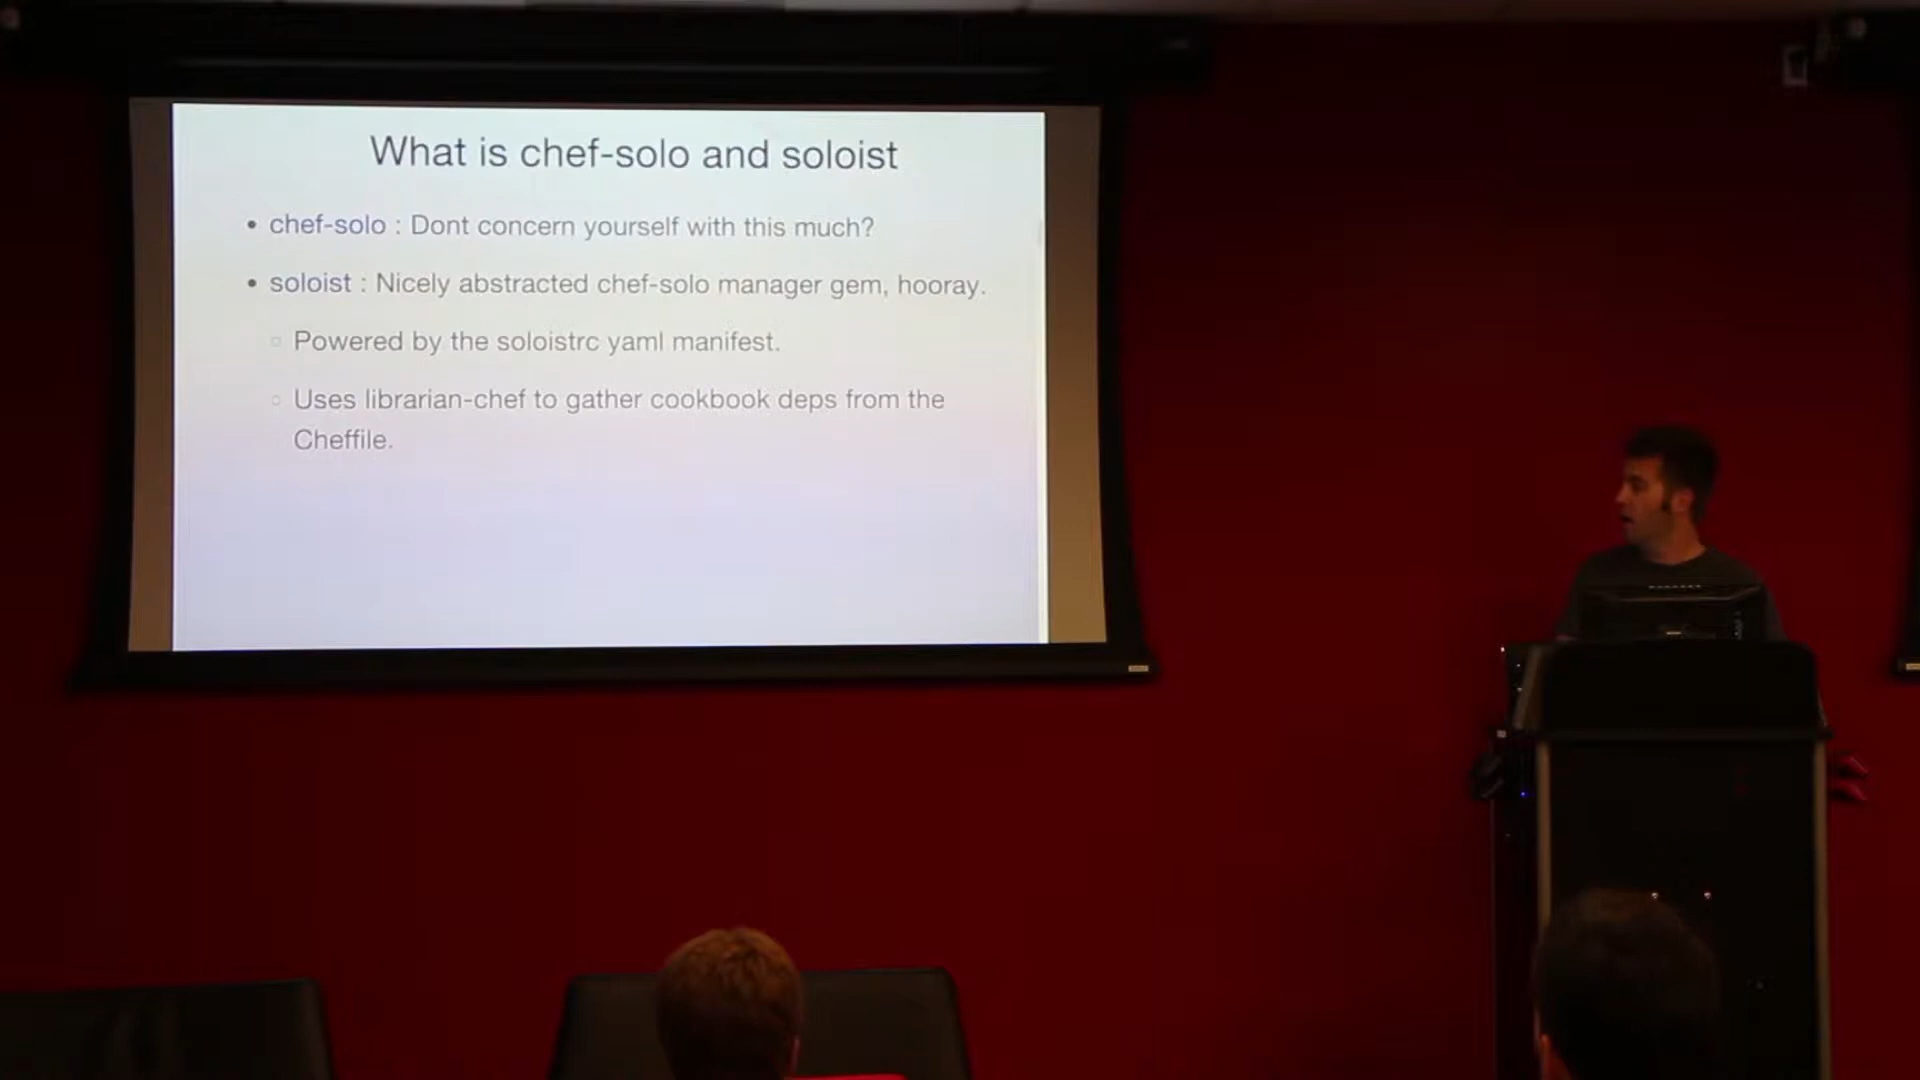 What is chef-solo and soloist
• chef-solo : Dont concern yourself with this much?
• soloist : Nicely abstracted chef-solo manager gem, hooray.
▫ Powered by the soloistrc yaml manifest.
▫ Uses librarian-chef to gather cookbook deps from the
Cheffile.